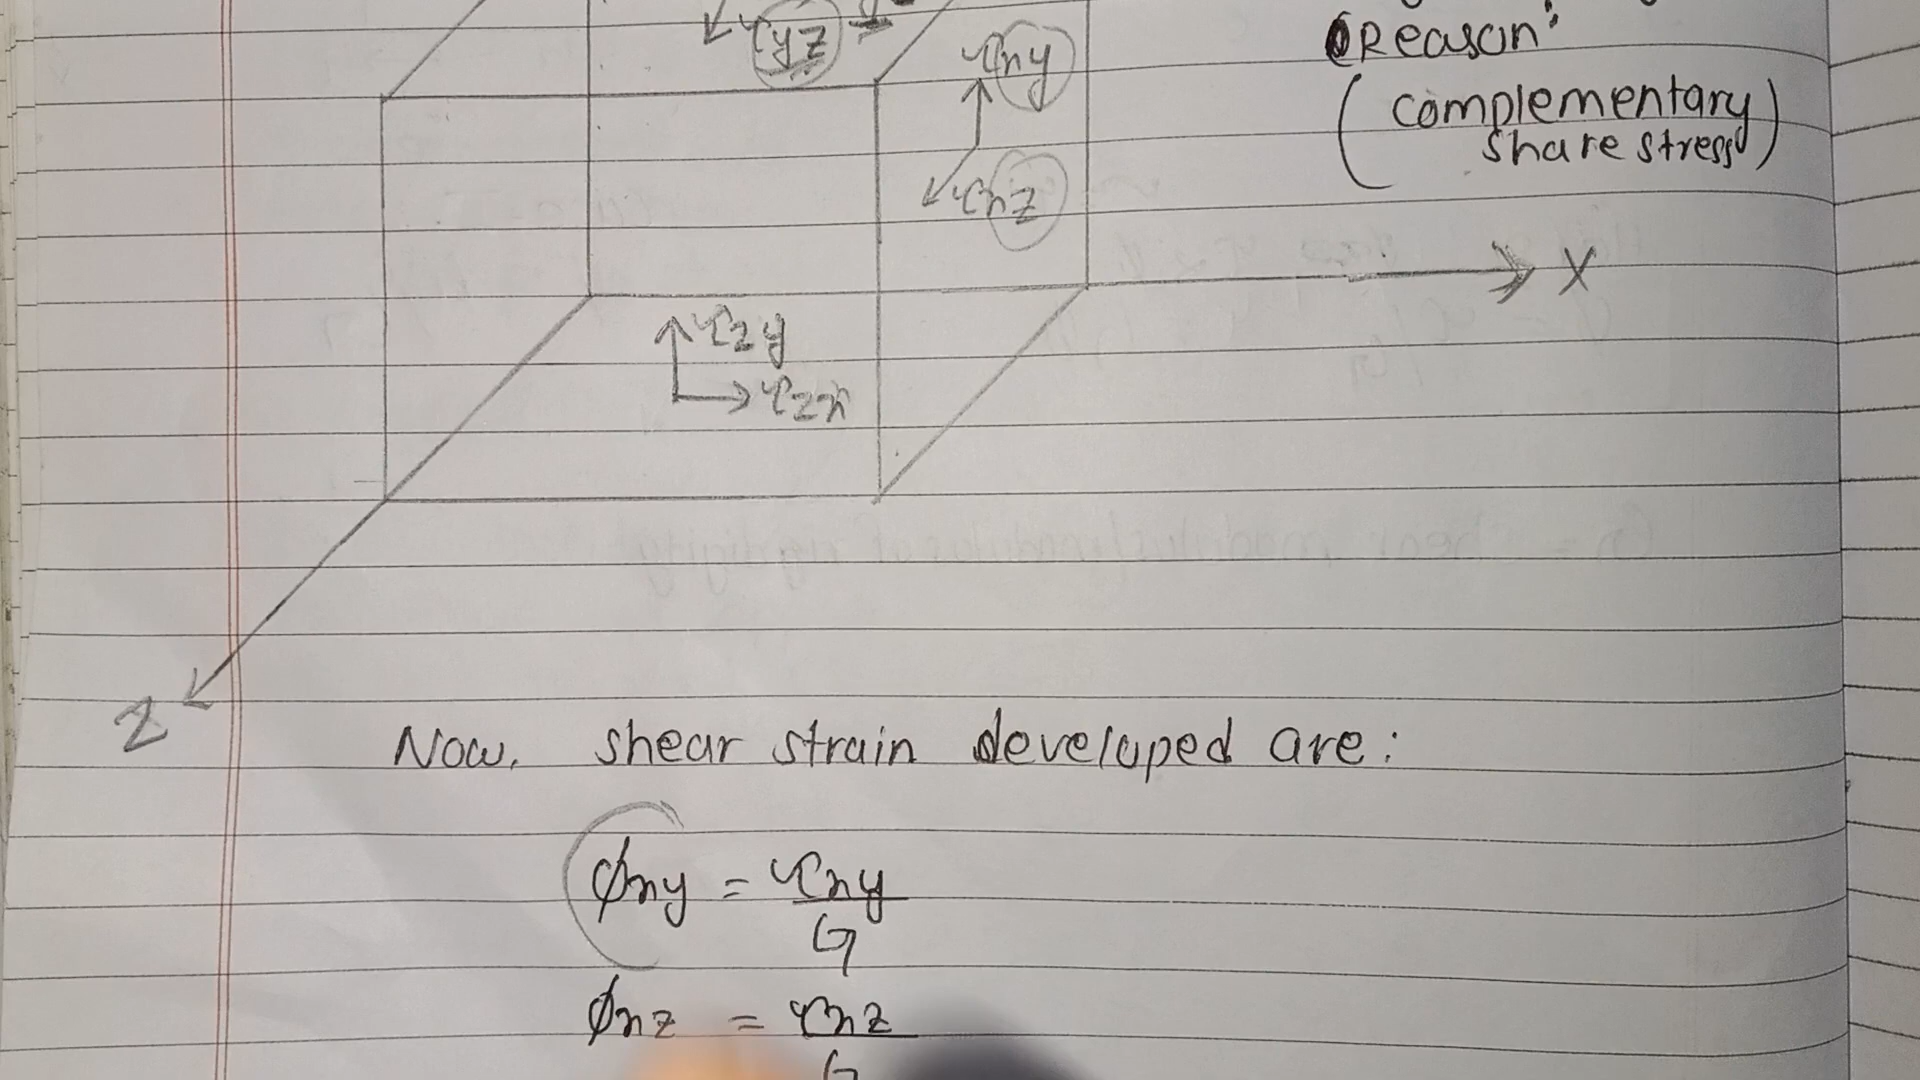 τyz
Reason:
τxy
(complementary
share stress)
τxz
X
τzy
τzx
Z
Now, shear strain developed are:
φxy = τxy
G
φxz = τxz
G